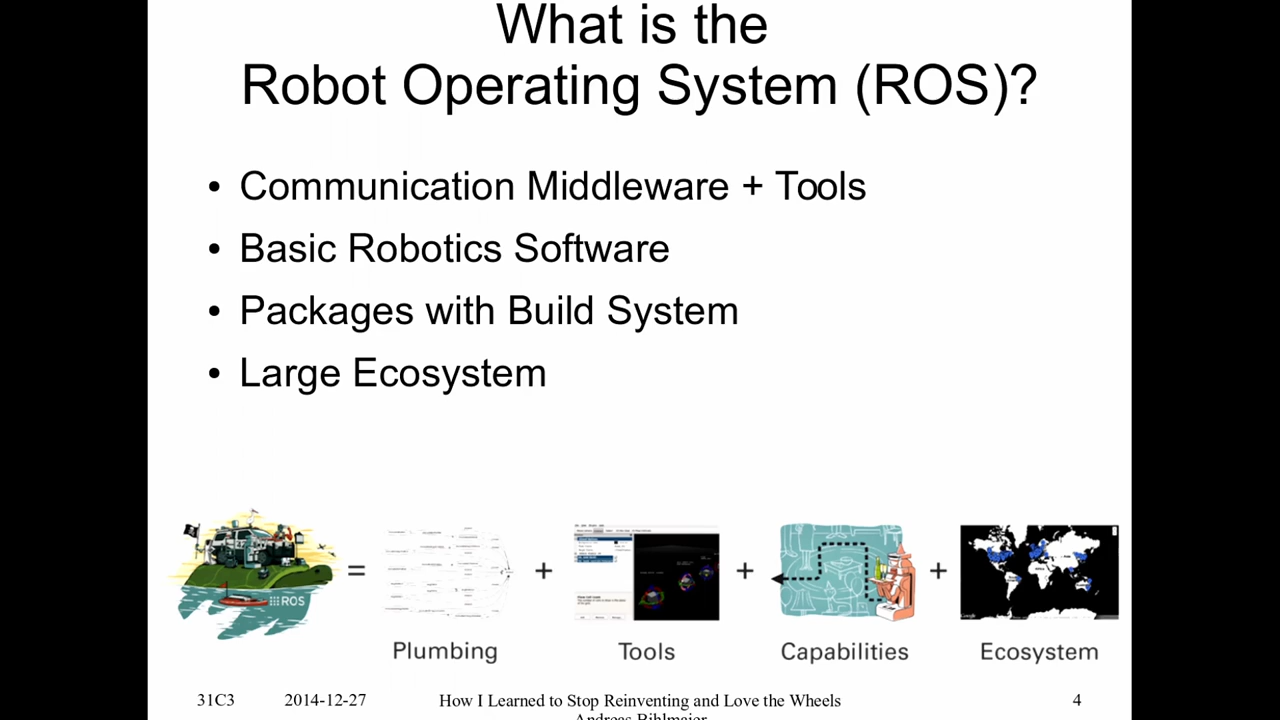 What is the
Robot Operating System (ROS)?
• Communication Middleware + Tools
• Basic Robotics Software
• Packages with Build System
• Large Ecosystem
ROS
= + + +
Plumbing Tools Capabilities Ecosystem
31C3 2014-12-27 How I Learned to Stop Reinventing and Love the Wheels 4
Andreas Bihlmaier